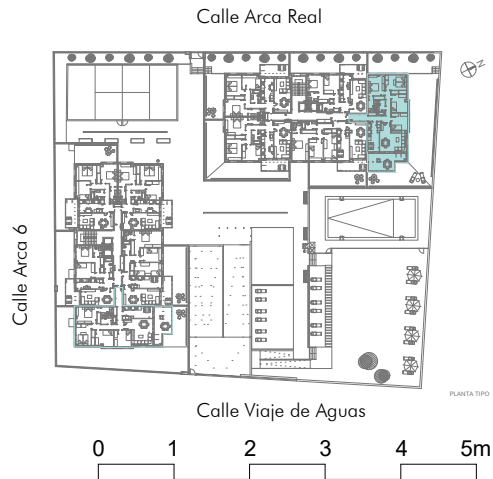 Calle Arca Real
N
Calle Arca 6
PLANTA TIPO
Calle Viaje de Aguas
0 1 2 3 4 5m